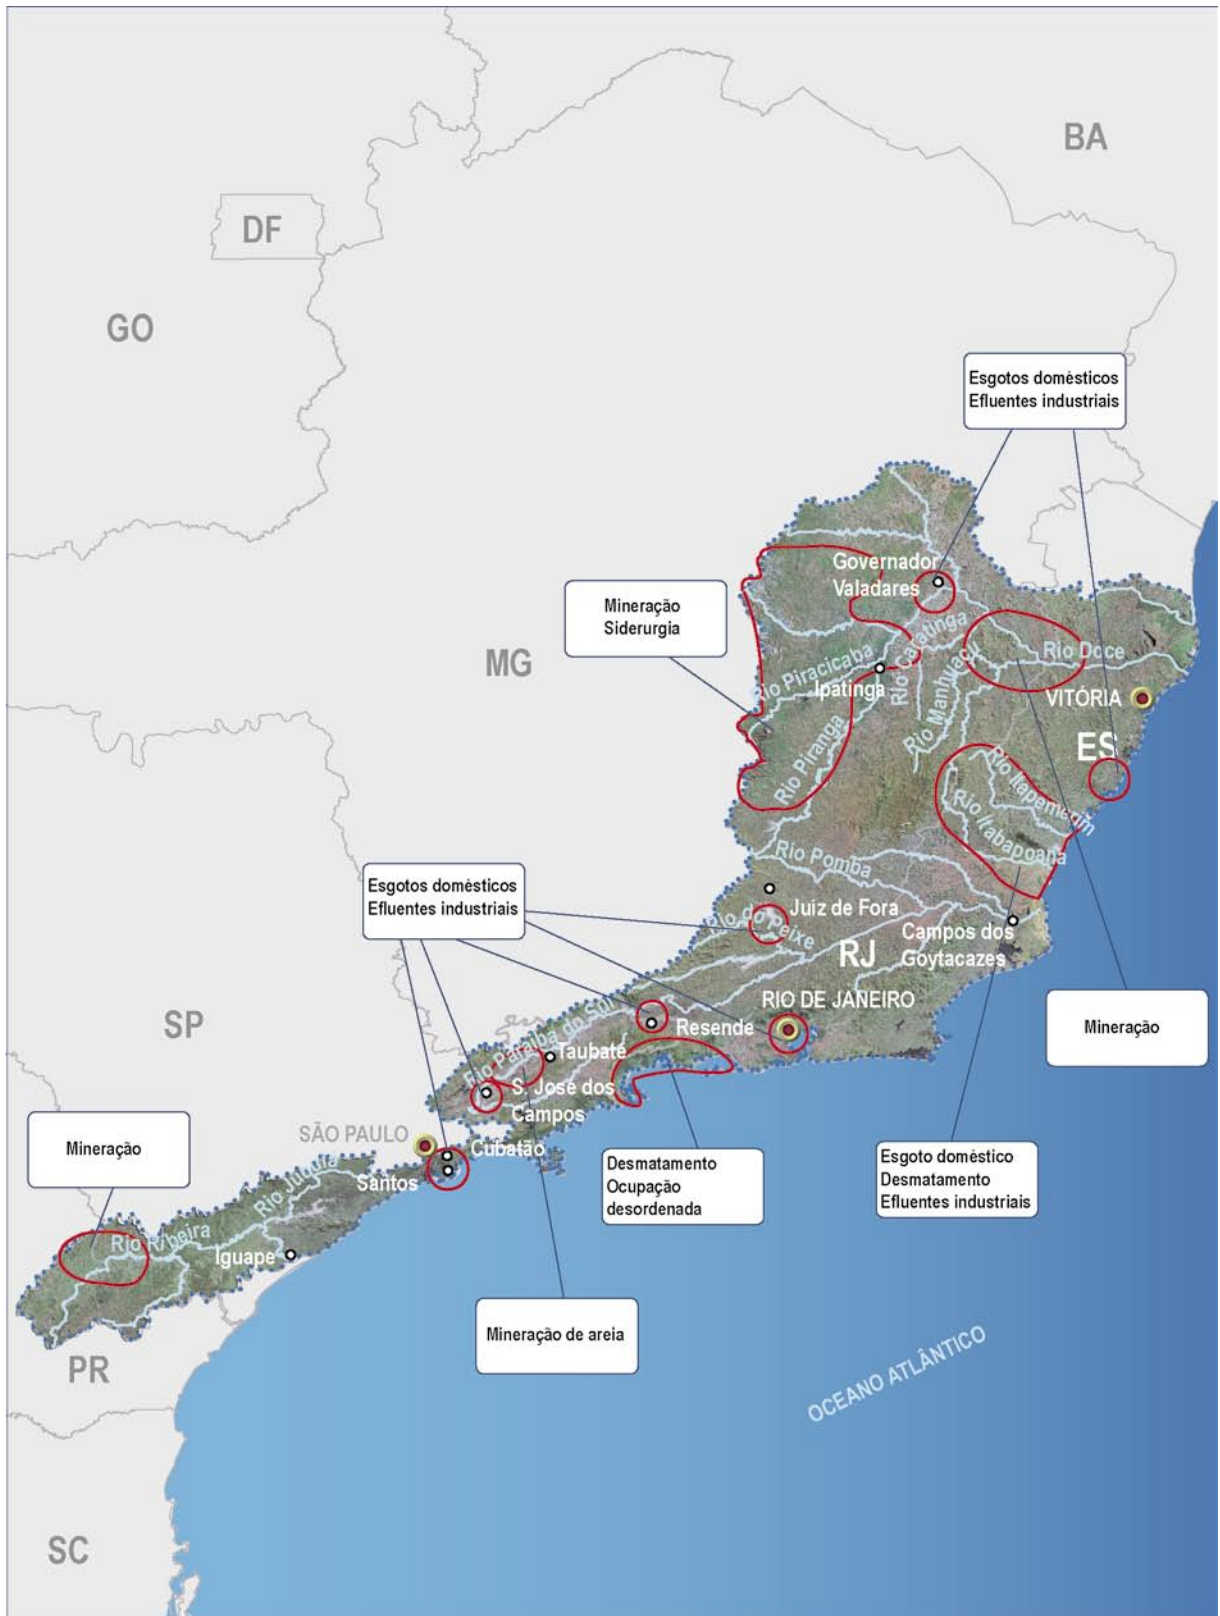 BA
DF
GO
Esgotos domésticos
Efluentes industriais
Governador
Valadares
Mineração
Siderurgia
MG
Rio Piracicaba
Ipatinga
Rio Caratinga
Rio Manhuaçu
Rio Doce
VITÓRIA
ES
Rio Piranga
Rio Itapemerim
Rio Irabapoana
Rio Pomba
Esgotos domésticos
Efluentes industriais
Juiz de Fora
Rio do Peixe
Campos dos
Goytacazes
RJ
RIO DE JANEIRO
SP
Rio Paraíba do Sul
Resende
Mineração
Taubaté
S. José dos
Campos
SÃO PAULO
Cubatão
Mineração
Santos
Desmatamento
Ocupação
desordenada
Esgoto doméstico
Desmatamento
Efluentes industriais
Rio Juquiá
Rio Ribeira
Iguape
Mineração de areia
PR
OCEANO ATLÂNTICO
SC